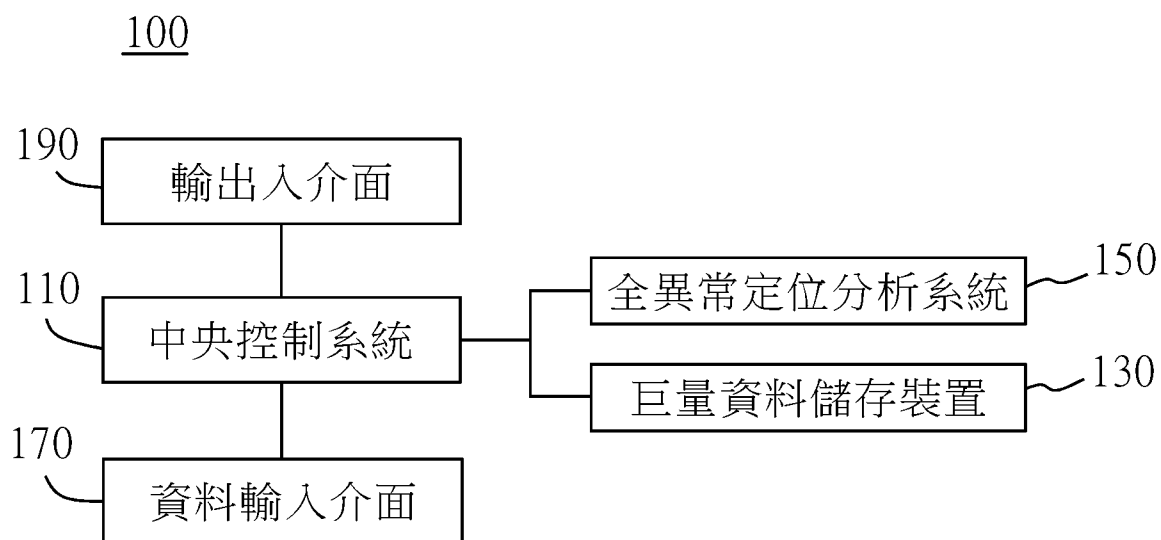 100
190
輸出入介面
110
中央控制系統
150
全異常定位分析系統
130
巨量資料儲存裝置
170
資料輸入介面